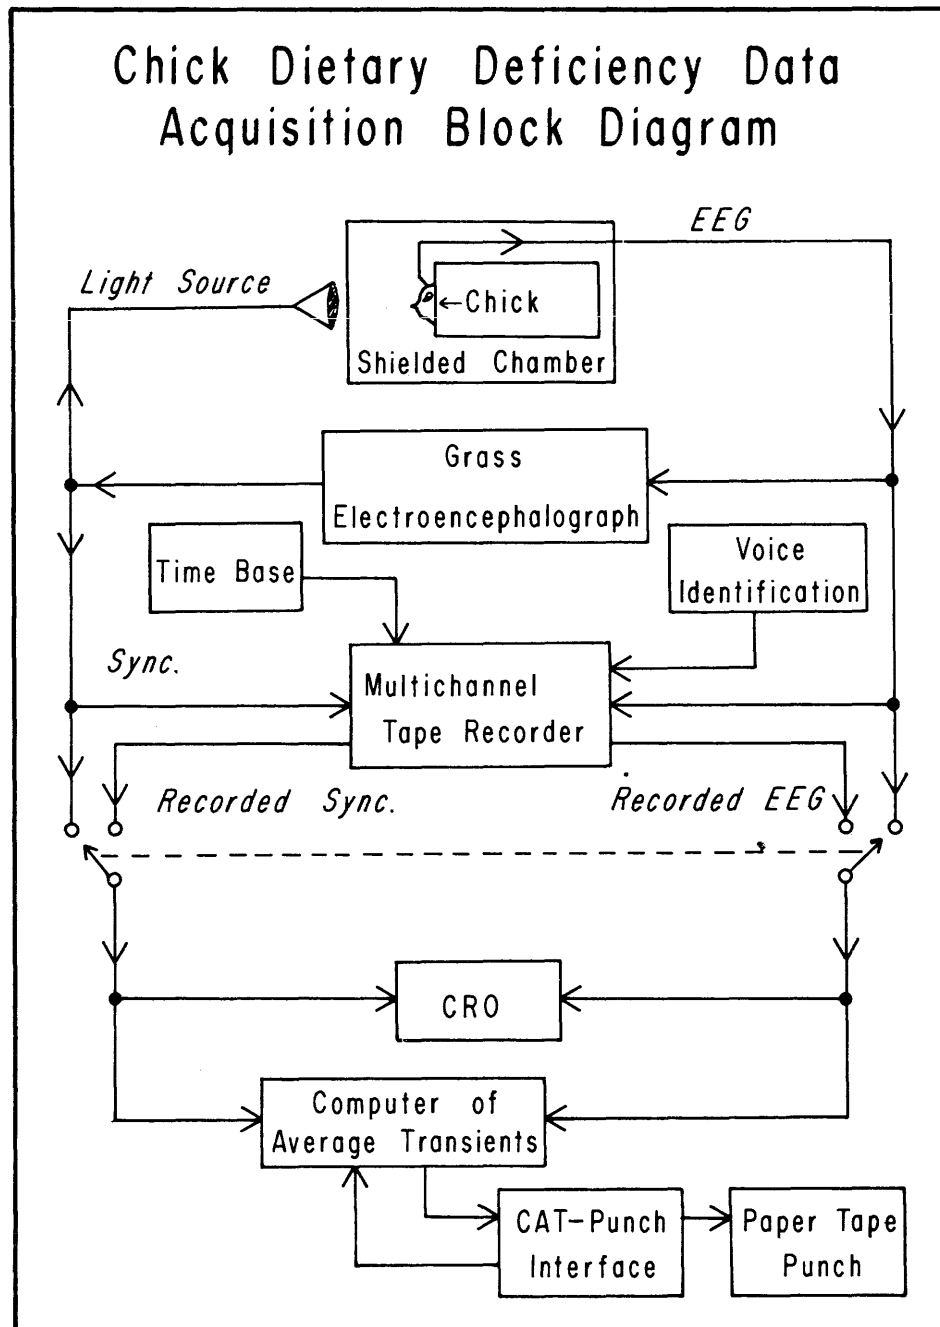 Chick Dietary Deficiency Data
Acquisition Block Diagram
EEG
Light Source
Chick
Shielded Chamber
Grass
Electroencephalograph
Time Base
Voice
Identification
Sync.
Multichannel
Tape Recorder
Recorded Sync.
Recorded EEG
CRO
Computer of
Average Transients
CAT-Punch
Interface
Paper Tape
Punch